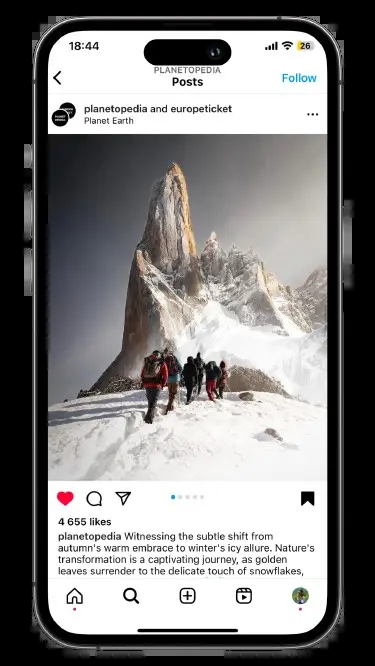 18:44
26
PLANETOPEDIA
Posts
Follow
planetopedia and europeticket
Planet Earth
4 655 likes
planetopedia Witnessing the subtle shift from
autumn's warm embrace to winter's icy allure. Nature's
transformation is a captivating journey, as golden
leaves surrender to the delicate touch of snowflakes,